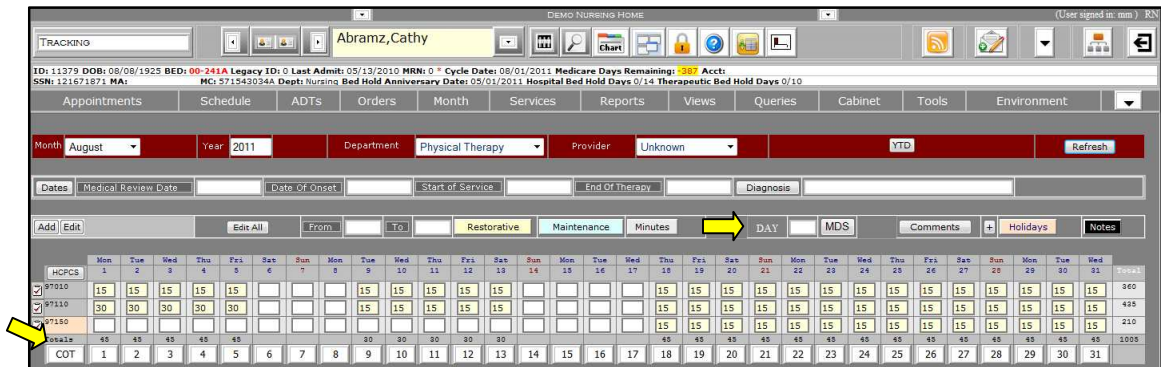 DEMO NURSING HOME (User signed in: mm ) RN
TRACKING Abramz,Cathy Chart
ID: 11379 DOB: 08/08/1925 BED: 00-241A Legacy ID: 0 Last Admit: 05/13/2010 MRN: 0 * Cycle Date: 08/01/2011 Medicare Days Remaining: -387 Acct:
SSN: 121671871 MA: MC: 571543034A Dept: Nursing Bed Hold Anniversary Date: 05/01/2011 Hospital Bed Hold Days 0/14 Therapeutic Bed Hold Days 0/10
Appointments Schedule ADTs Orders Month Services Reports Views Queries Cabinet Tools Environment
Month August Year 2011 Department Physical Therapy Provider Unknown YTD Refresh
Dates Medical Review Date Date Of Onset Start of Service End Of Therapy Diagnosis
Add Edit Edit All From To Restorative Maintenance Minutes DAY MDS Comments + Holidays Notes
Mon Tue Wed Thu Fri Sat Sun Mon Tue Wed Thu Fri Sat Sun Mon Tue Wed Thu Fri Sat Sun Mon Tue Wed Thu Fri Sat Sun Mon Tue Wed
HCPCS 1 2 3 4 5 6 7 8 9 10 11 12 13 14 15 16 17 18 19 20 21 22 23 24 25 26 27 28 29 30 31 Total
97010 15 15 15 15 15 15 15 15 15 15 15 15 15 15 15 15 15 15 15 15 15 15 15 15 360
97110 30 30 30 30 30 15 15 15 15 15 15 15 15 15 15 15 15 15 15 15 15 15 15 15 435
97150 15 15 15 15 15 15 15 15 15 15 15 15 15 15 210
Totals 45 45 45 45 45 30 30 30 30 30 45 45 45 45 45 45 45 45 45 45 45 45 45 45 1005
COT 1 2 3 4 5 6 7 8 9 10 11 12 13 14 15 16 17 18 19 20 21 22 23 24 25 26 27 28 29 30 31